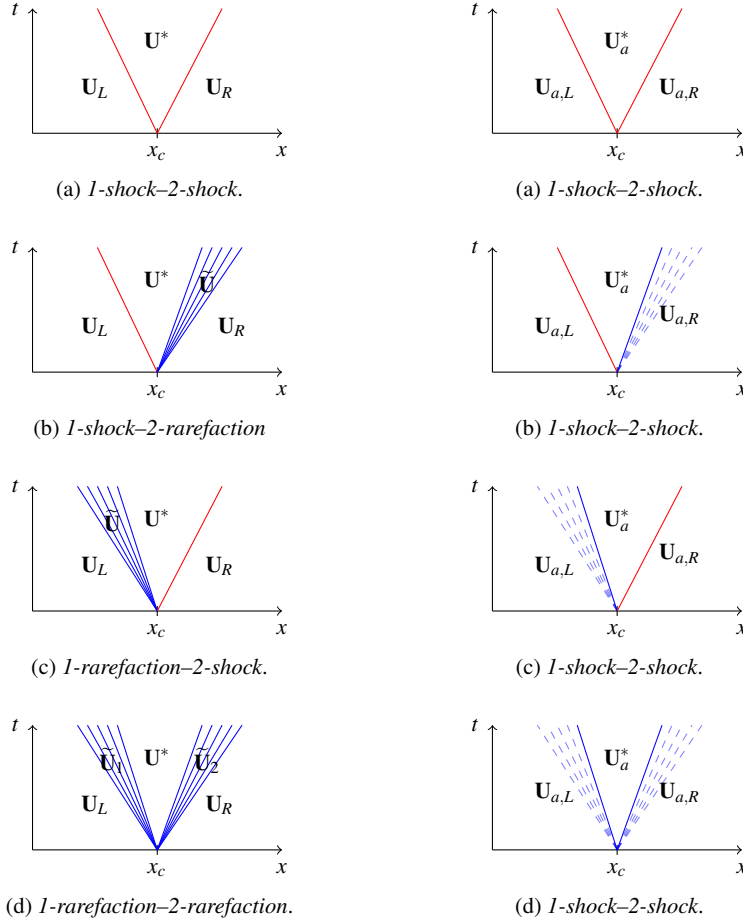 t
U*
U_L
U_R
x_c
x
(a) 1-shock–2-shock.
t
U*_a
U_{a,L}
U_{a,R}
x_c
x
(a) 1-shock–2-shock.
t
U*
Ũ
U_L
U_R
x_c
x
(b) 1-shock–2-rarefaction
t
U*_a
U_{a,L}
U_{a,R}
x_c
x
(b) 1-shock–2-shock.
t
U*
Ũ
U_L
U_R
x_c
x
(c) 1-rarefaction–2-shock.
t
U*_a
U_{a,L}
U_{a,R}
x_c
x
(c) 1-shock–2-shock.
t
U*
Ũ_1
Ũ_2
U_L
U_R
x_c
x
(d) 1-rarefaction–2-rarefaction.
t
U*_a
U_{a,L}
U_{a,R}
x_c
x
(d) 1-shock–2-shock.